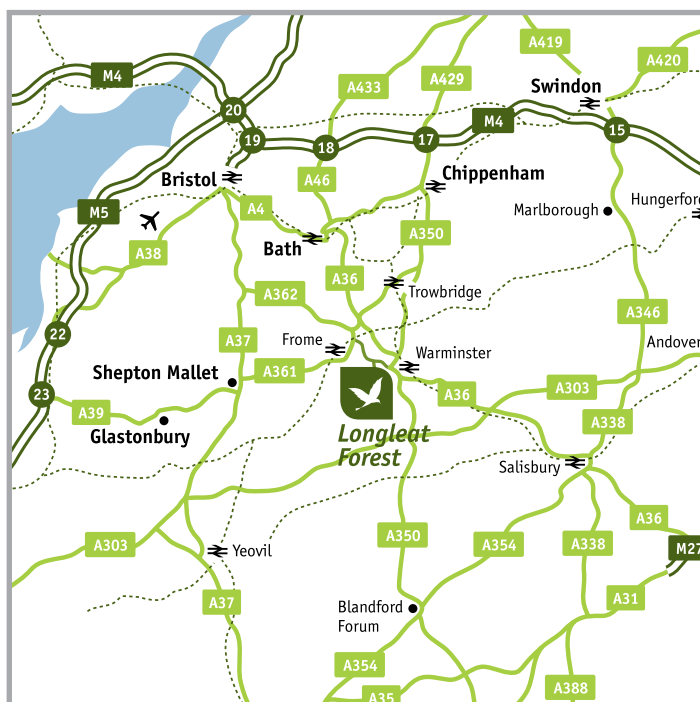 A419
A420
M4
A433
A429
Swindon
20
M4
15
19
18
17
Bristol
A46
Chippenham
M5
A4
Marlborough
Hungerford
A350
Bath
A38
A36
A362
Trowbridge
A346
22
A37
Frome
Warminster
Andover
Shepton Mallet
A361
23
A36
A303
A39
Glastonbury
Longleat
Forest
A338
Salisbury
A36
A350
A354
A338
A303
Yeovil
M27
A37
A31
Blandford
Forum
A354
A35
A388